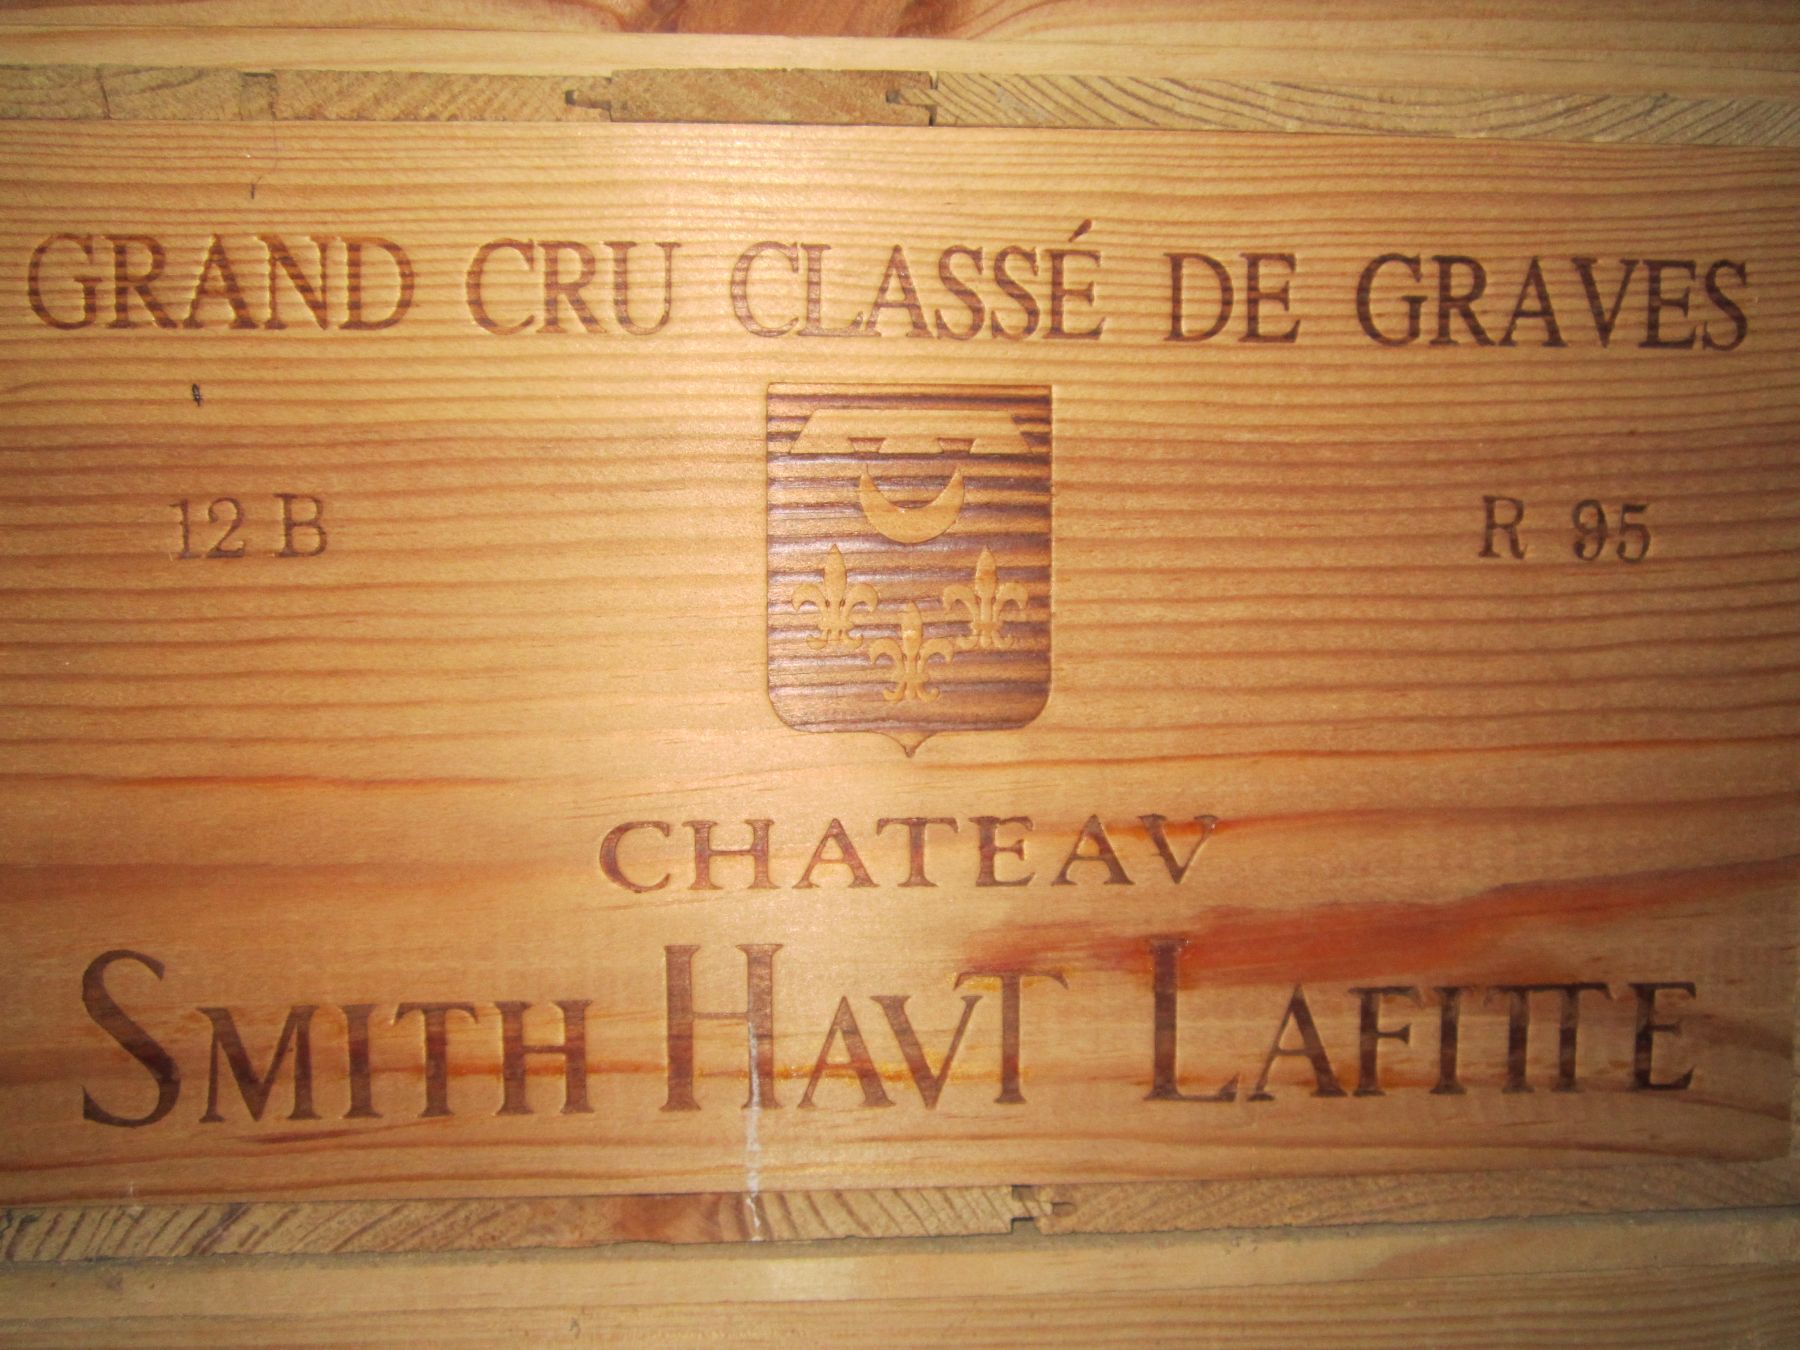 GRAND CRU CLASSÉ DE GRAVES
12 B R 95
CHATEAV
SMITH HAVT LAFITTE